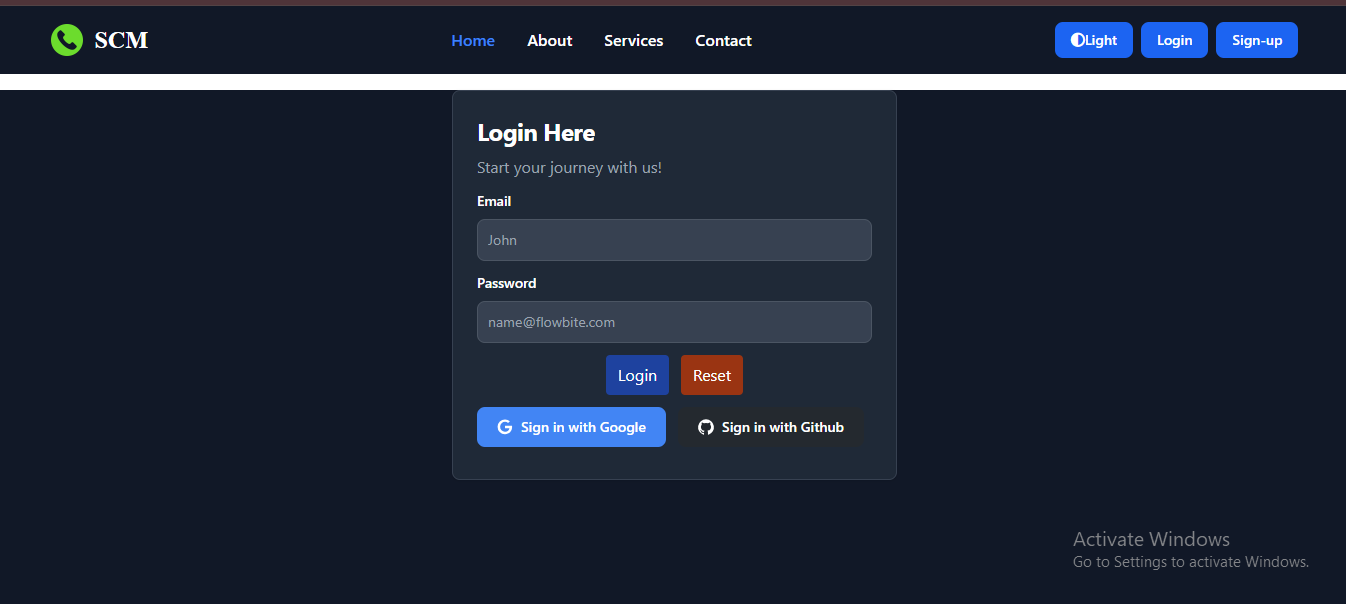 SCM
Home About Services Contact
Light Login Sign-up
Login Here
Start your journey with us!
Email
John
Password
name@flowbite.com
Login Reset
Sign in with Google Sign in with Github
Activate Windows
Go to Settings to activate Windows.